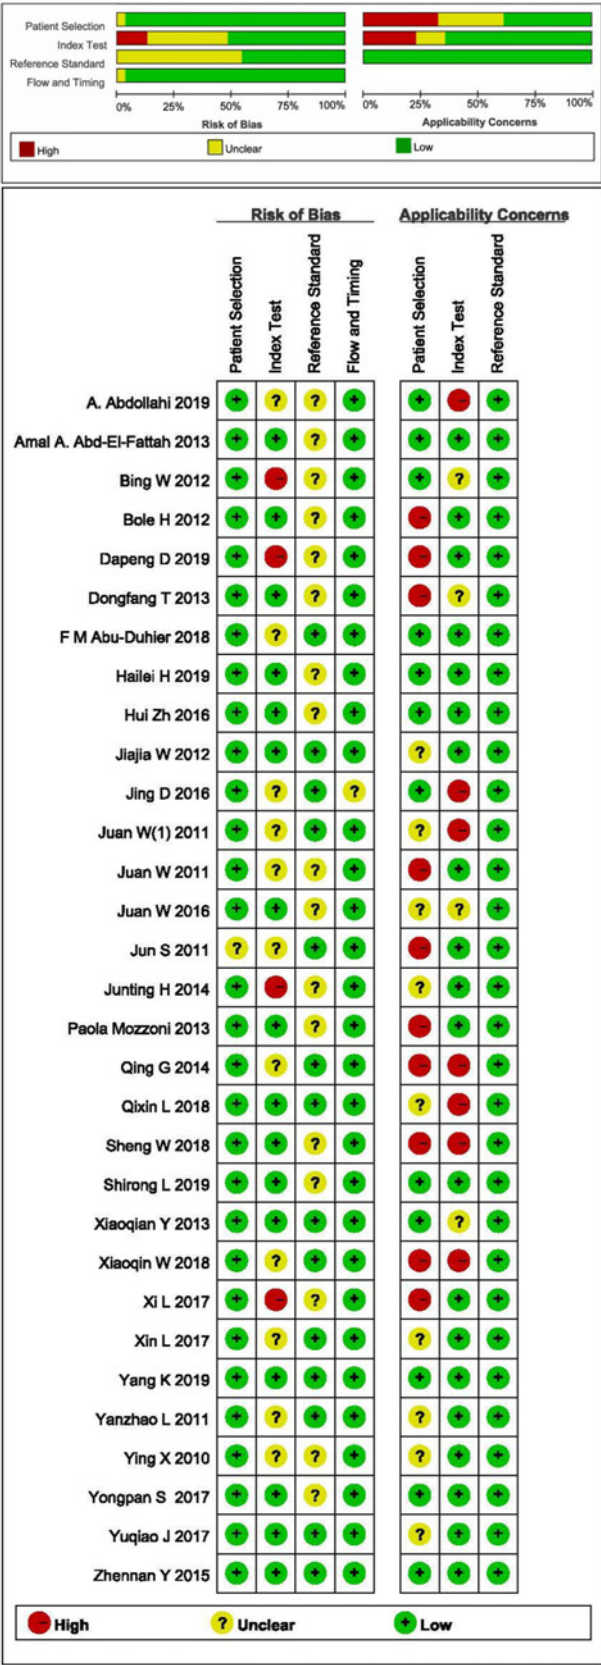 Patient Selection
Index Test
Reference Standard
Flow and Timing
0% 25% 50% 75% 100% 0% 25% 50% 75% 100%
Risk of Bias Applicability Concerns
High Unclear Low
Risk of Bias Applicability Concerns
Patient Selection Index Test Reference Standard Flow and Timing Patient Selection Index Test Reference Standard
A. Abdollahi 2019 + ? ? + + - +
Amal A. Abd-El-Fattah 2013 + + ? + + + +
Bing W 2012 + - ? + + ? +
Bole H 2012 + + ? + - + +
Dapeng D 2019 + - ? + - + +
Dongfang T 2013 + + ? + - ? +
F M Abu-Duhier 2018 + ? + + + + +
Hailei H 2019 + + ? + + + +
Hui Zh 2016 + + ? + + + +
Jiajia W 2012 + + + + ? + +
Jing D 2016 + ? + ? + - +
Juan W(1) 2011 + ? + + ? - +
Juan W 2011 + ? ? + - + +
Juan W 2016 + + ? + ? ? +
Jun S 2011 ? ? + + - + +
Junting H 2014 + - ? + ? + +
Paola Mozzoni 2013 + + ? + - + +
Qing G 2014 + ? + + - - +
Qixin L 2018 + + + + ? - +
Sheng W 2018 + + ? + - - +
Shirong L 2019 + + ? + + + +
Xiaoqian Y 2013 + + + + + ? +
Xiaoqin W 2018 + ? + + - - +
Xi L 2017 + - ? + - + +
Xin L 2017 + ? + + ? + +
Yang K 2019 + + + + + + +
Yanzhao L 2011 + ? + + ? + +
Ying X 2010 + ? ? + ? + +
Yongpan S 2017 + + ? + + + +
Yuqiao J 2017 + + + + ? + +
Zhennan Y 2015 + + + + + + +
- High ? Unclear + Low